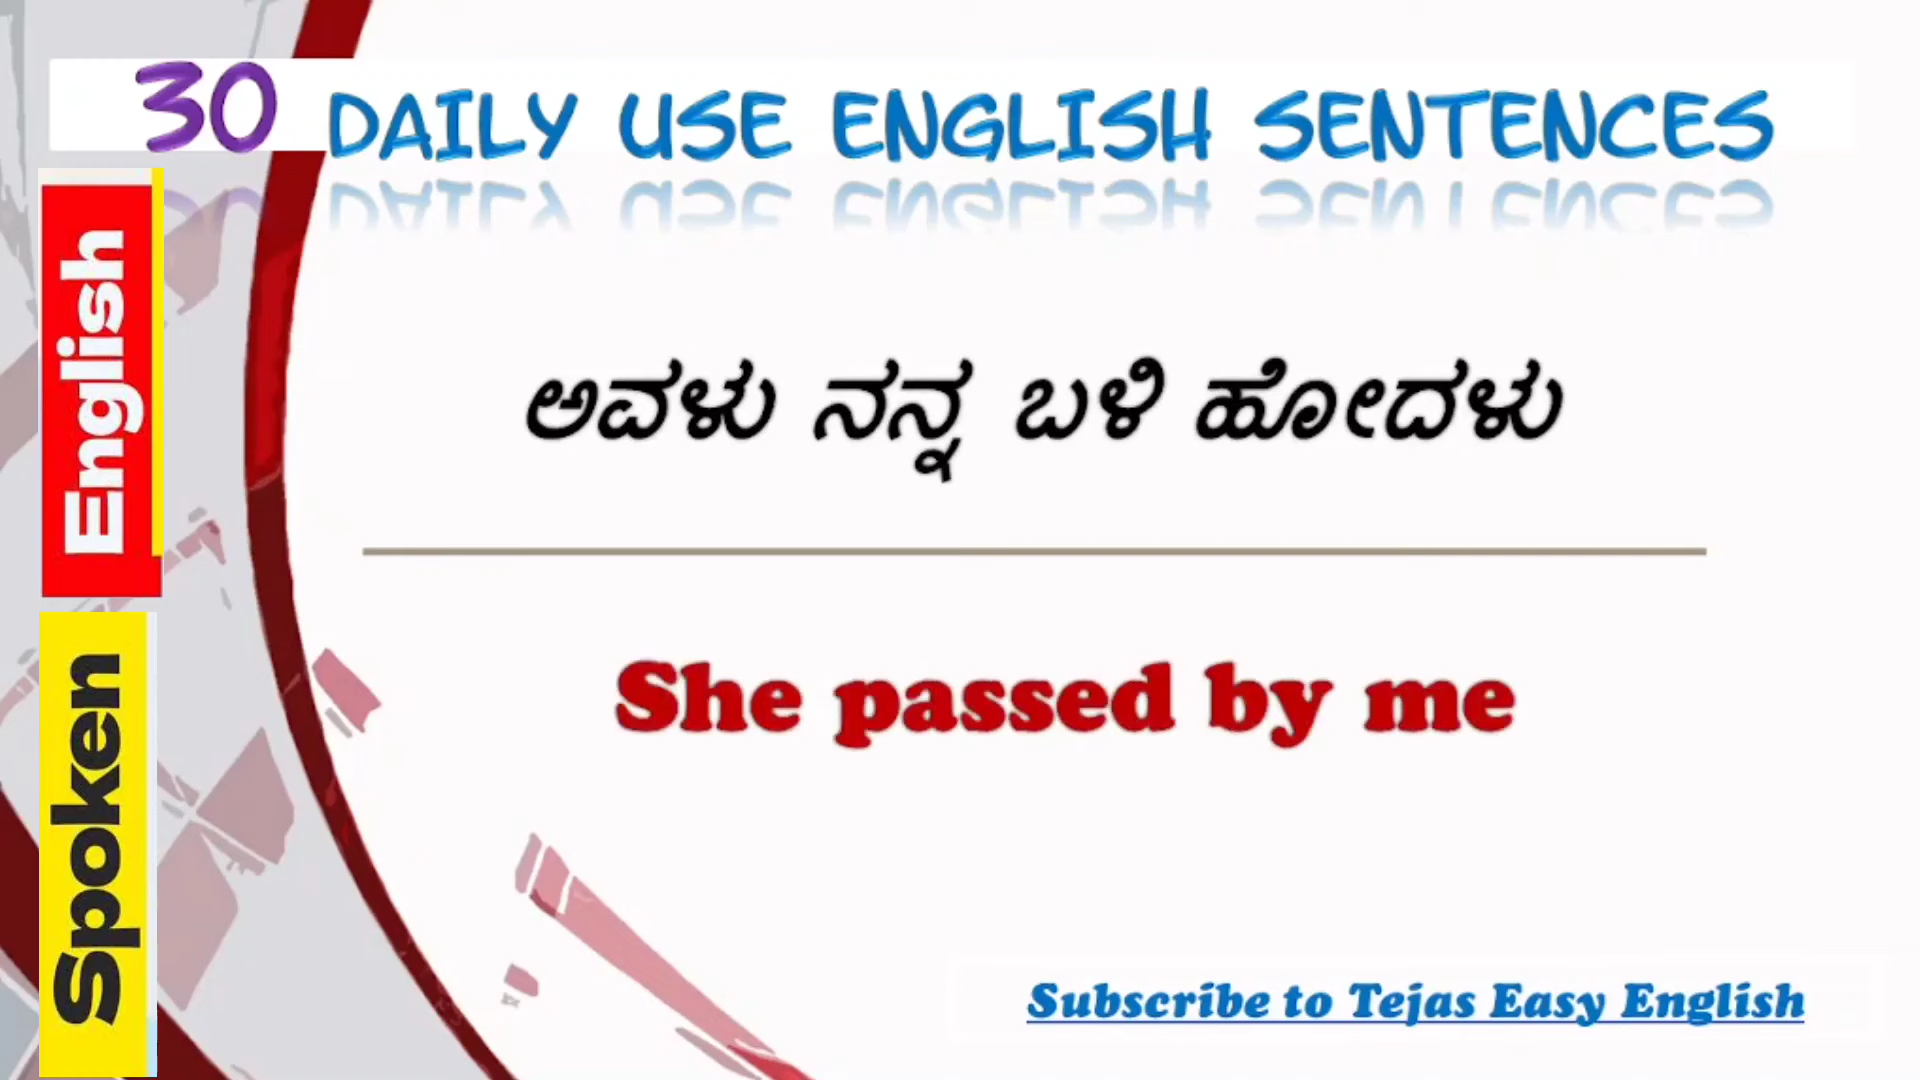 30 DAILY USE ENGLISH SENTENCES
English
Spoken
ಅವಳು ನನ್ನ ಬಳಿ ಹೋದಳು
She passed by me
Subscribe to Tejas Easy English